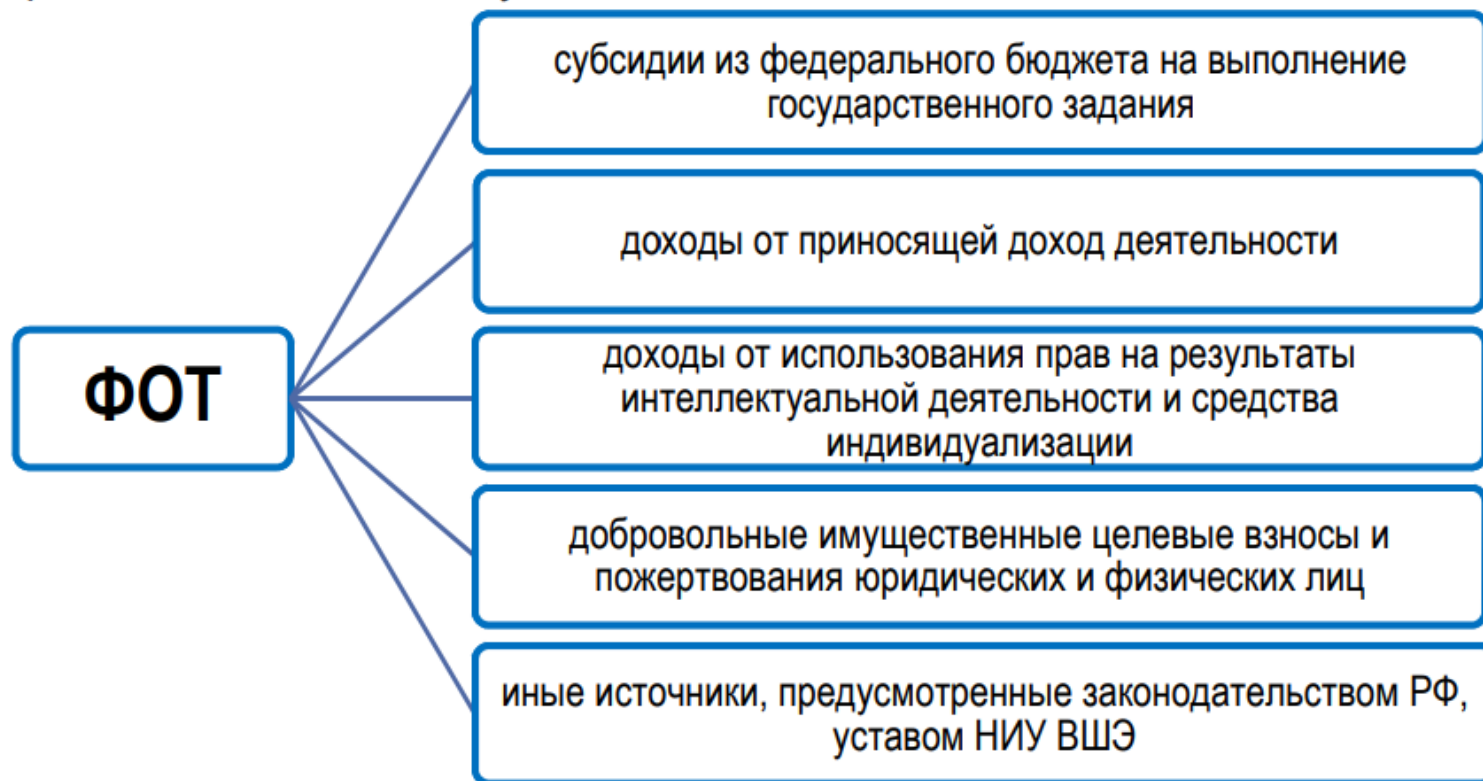 субсидии из федерального бюджета на выполнение
государственного задания
доходы от приносящей доход деятельности
ФОТ
доходы от использования прав на результаты
интеллектуальной деятельности и средства
индивидуализации
добровольные имущественные целевые взносы и
пожертвования юридических и физических лиц
иные источники, предусмотренные законодательством РФ,
уставом НИУ ВШЭ